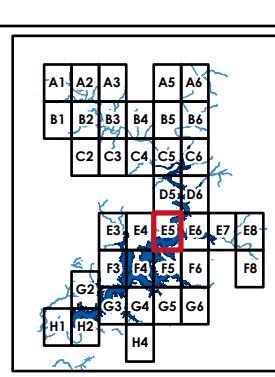 A1 A2 A3 A5 A6
B1 B2 B3 B4 B5 B6
C2 C3 C4 C5 C6
D5 D6
E3 E4 E5 E6 E7 E8
F3 F4 F5 F6 F8
G2
G3 G4 G5 G6
H1 H2
H4